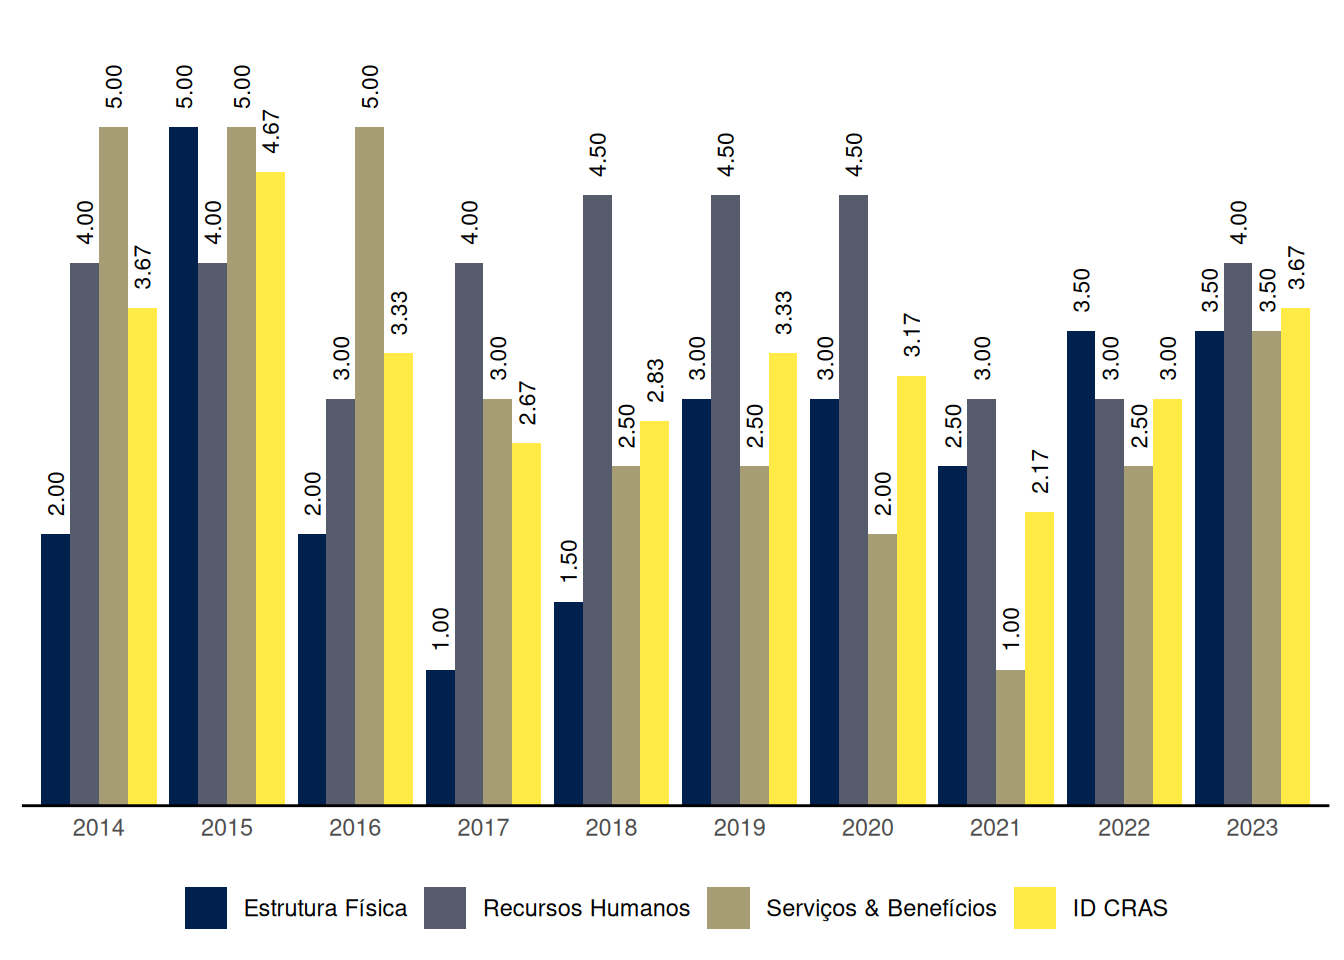 2.00 4.00 5.00 3.67
5.00 4.00 5.00 4.67
2.00 3.00 5.00 3.33
1.00 4.00 3.00 2.67
1.50 4.50 2.50 2.83
3.00 4.50 2.50 3.33
3.00 4.50 2.00 3.17
2.50 3.00 1.00 2.17
3.50 3.00 2.50 3.00
3.50 4.00 3.50 3.67
2014 2015 2016 2017 2018 2019 2020 2021 2022 2023
Estrutura Física Recursos Humanos Serviços & Benefícios ID CRAS